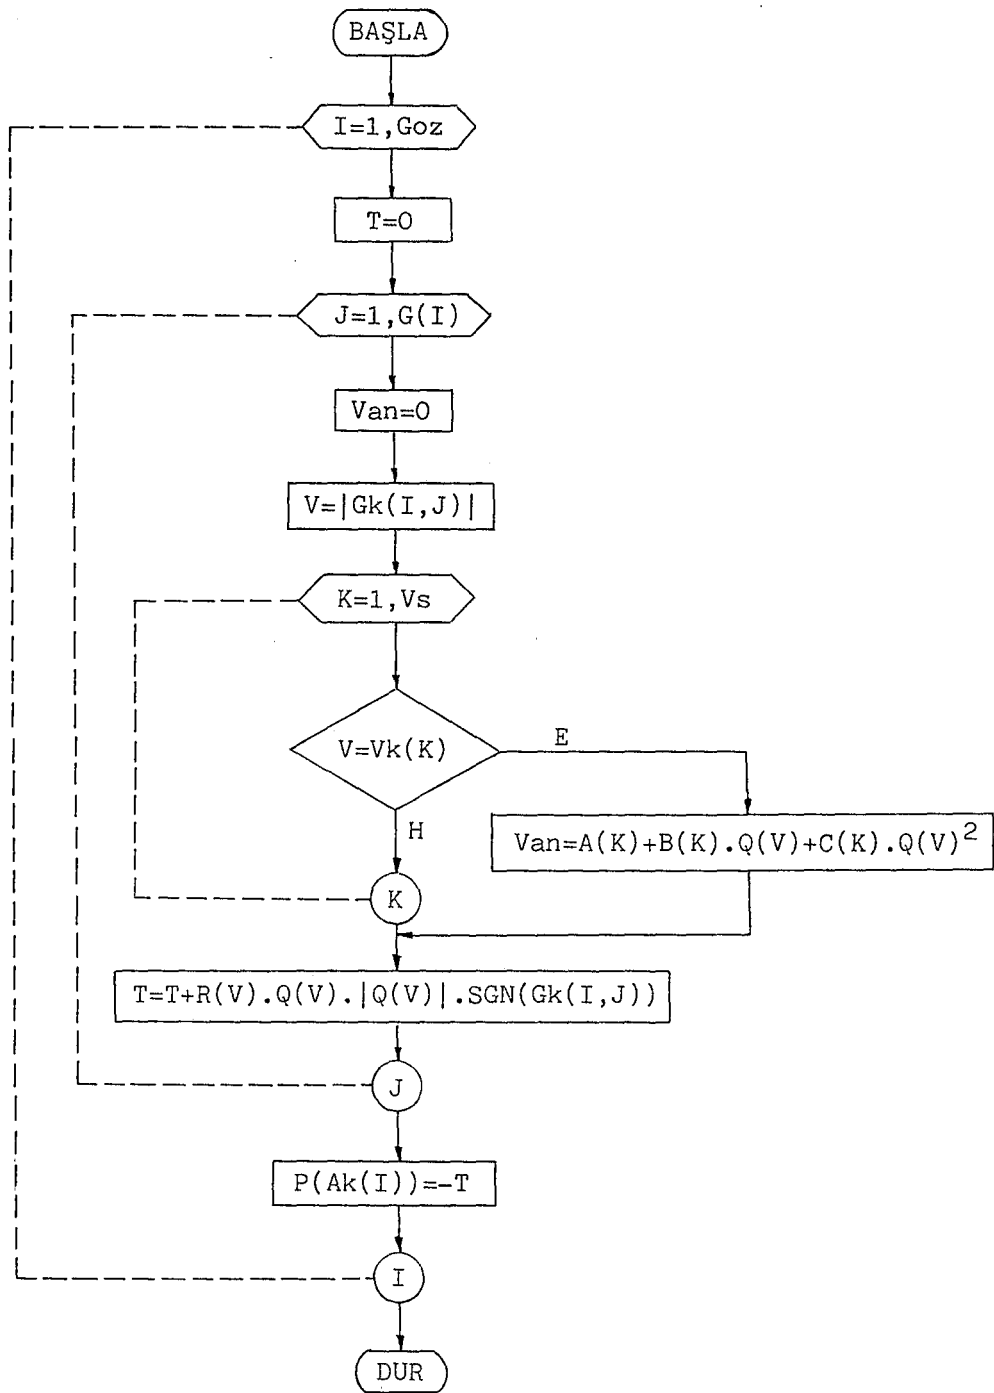 BAŞLA
I=1,Goz
T=0
J=1,G(I)
Van=0
V=|Gk(I,J)|
K=1,Vs
V=Vk(K)
E
H
Van=A(K)+B(K).Q(V)+C(K).Q(V)²
K
T=T+R(V).Q(V).|Q(V)|.SGN(Gk(I,J))
J
P(Ak(I))=-T
I
DUR